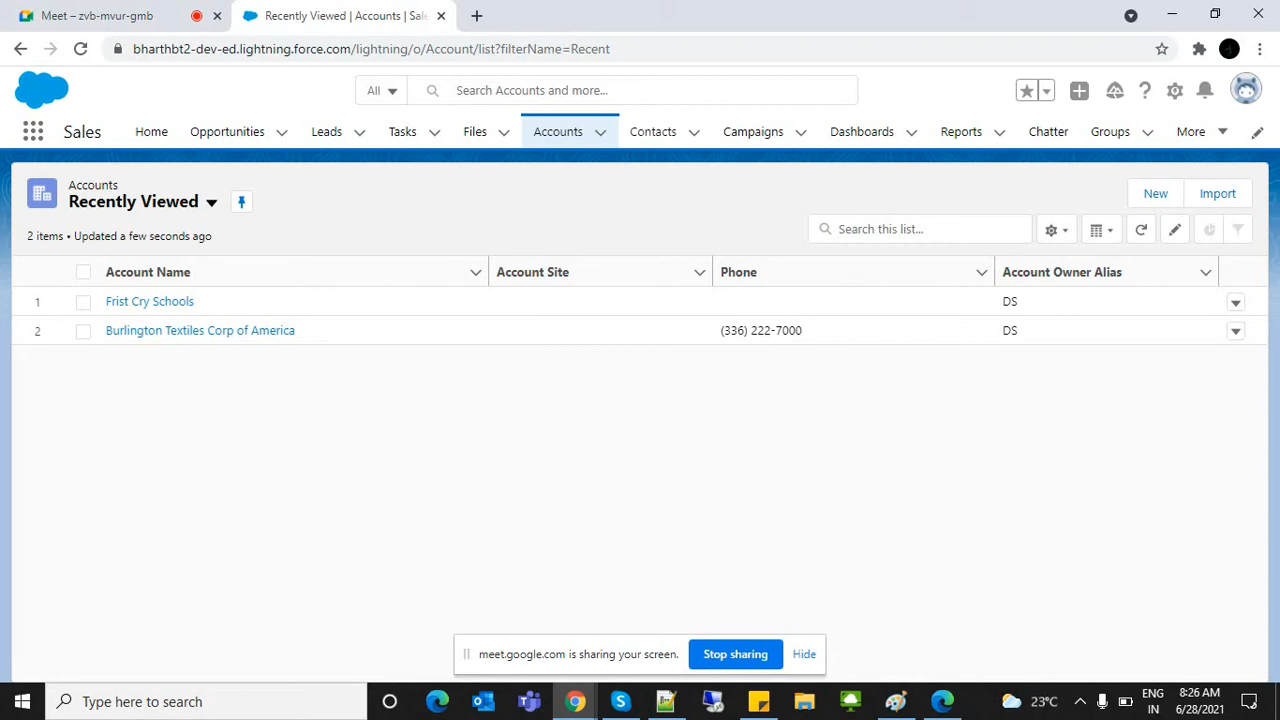 Meet – zvb-mvur-gmb
Recently Viewed | Accounts | Sale
bharthbt2-dev-ed.lightning.force.com/lightning/o/Account/list?filterName=Recent
All
Search Accounts and more...
Sales
Home
Opportunities
Leads
Tasks
Files
Accounts
Contacts
Campaigns
Dashboards
Reports
Chatter
Groups
More
Accounts
Recently Viewed
New
Import
2 items • Updated a few seconds ago
Search this list...
Account Name
Account Site
Phone
Account Owner Alias
1
Frist Cry Schools
DS
2
Burlington Textiles Corp of America
(336) 222-7000
DS
meet.google.com is sharing your screen.
Stop sharing
Hide
Type here to search
23°C
ENG
IN
8:26 AM
6/28/2021